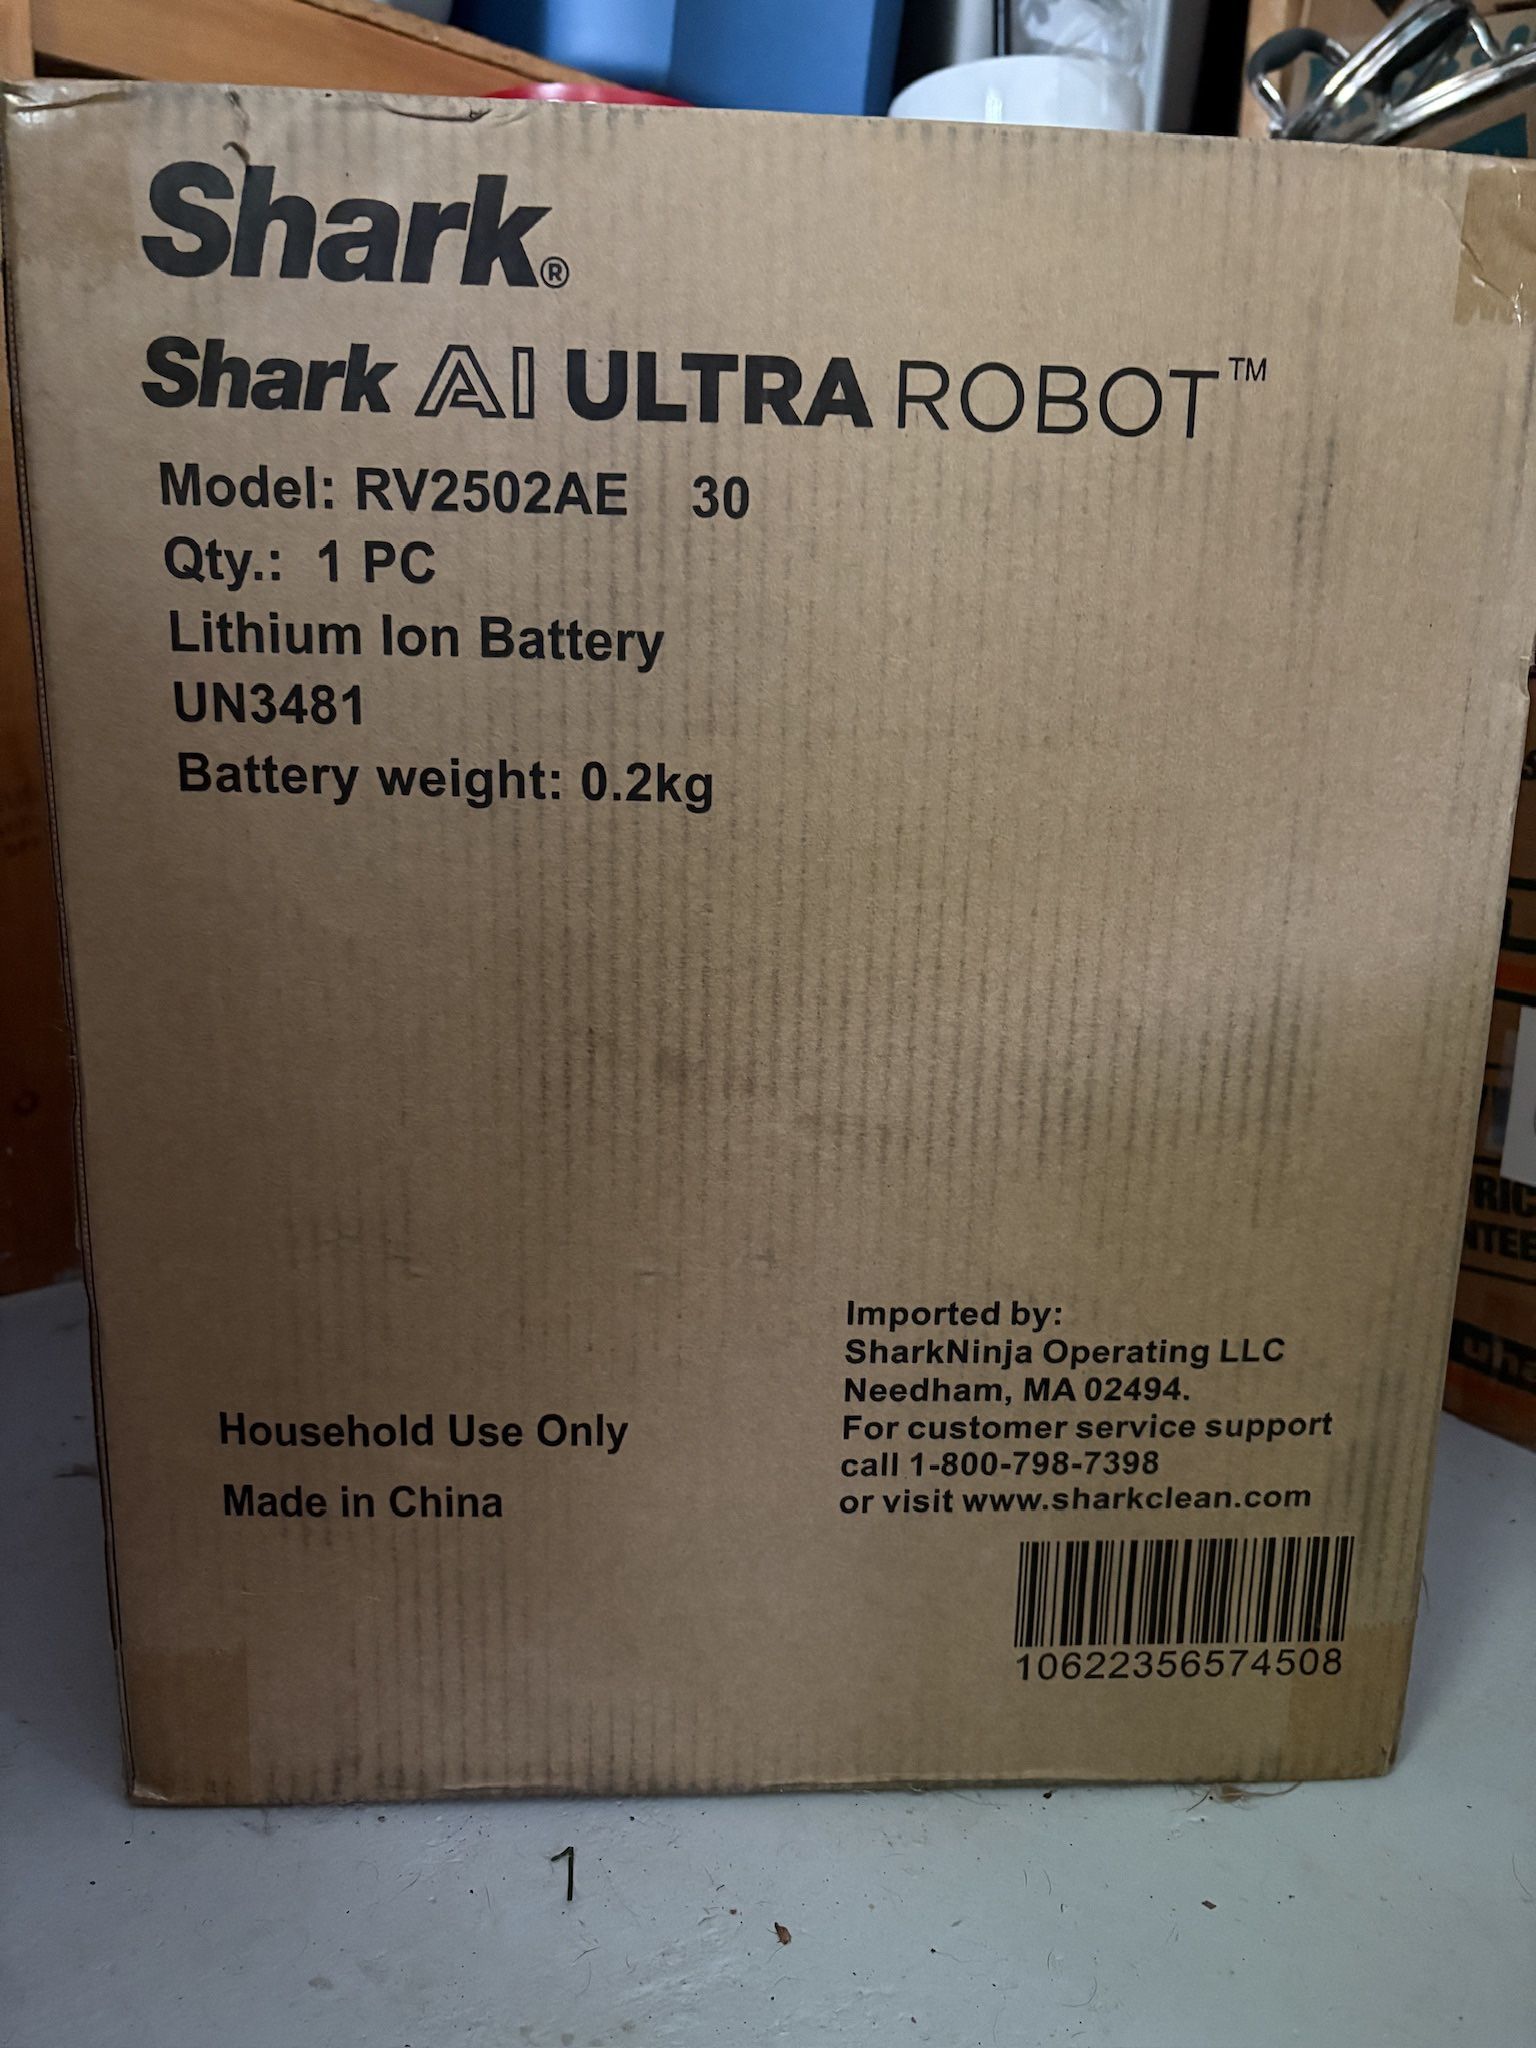 Shark®
Shark AI ULTRA ROBOT™
Model: RV2502AE 30
Qty.: 1 PC
Lithium Ion Battery
UN3481
Battery weight: 0.2kg
Imported by:
SharkNinja Operating LLC
Needham, MA 02494.
For customer service support
call 1-800-798-7398
or visit www.sharkclean.com
Household Use Only
Made in China
10622356574508